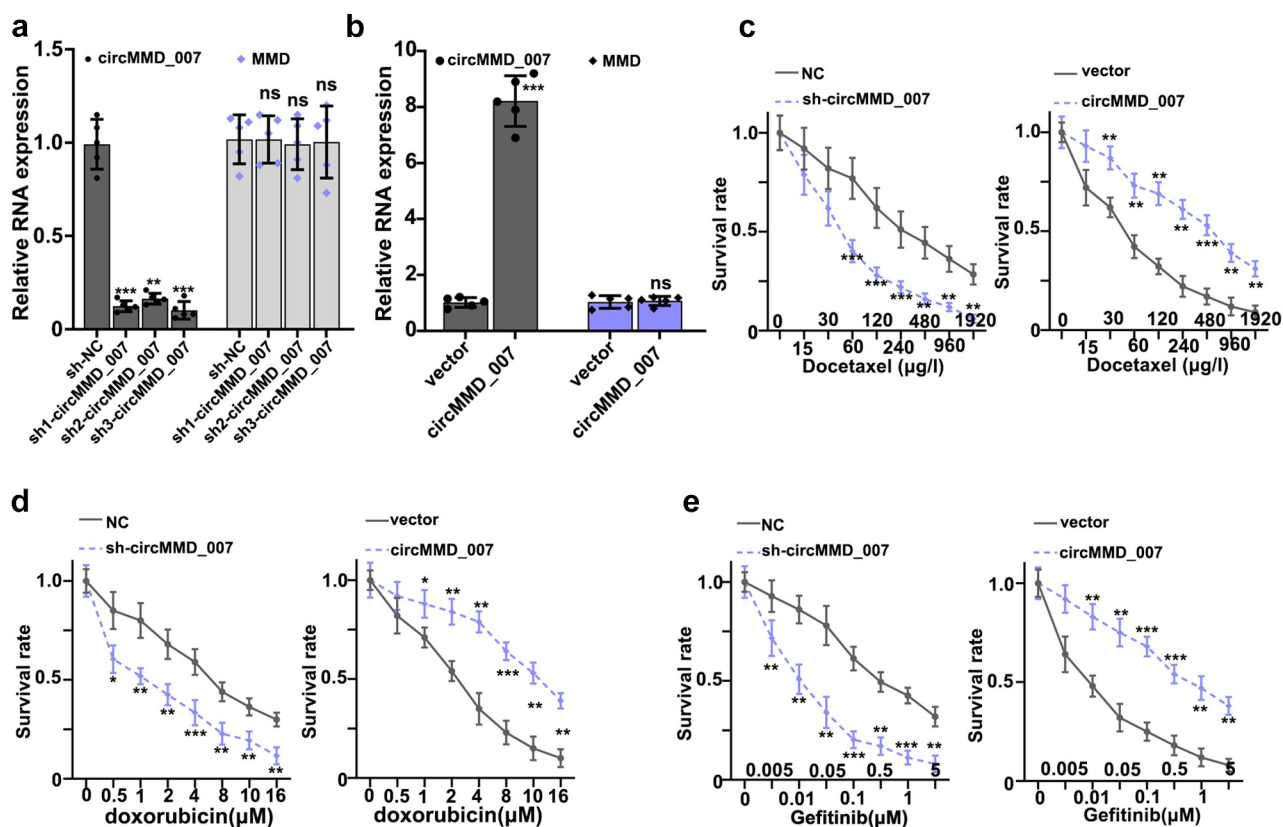 a
circMMD_007
MMD
Relative RNA expression
1.5
1.0
0.5
0
***
**
***
ns
ns
ns
sh-NC
sh1-circMMD_007
sh2-circMMD_007
sh3-circMMD_007
sh-NC
sh1-circMMD_007
sh2-circMMD_007
sh3-circMMD_007
b
circMMD_007
MMD
Relative RNA expression
10
8
6
4
2
0
***
ns
vector
circMMD_007
vector
circMMD_007
c
NC
sh-circMMD_007
Survival rate
1.0
0.5
0
***
***
***
**
**
**
0 30 120 480 1920
15 60 240 960
Docetaxel (µg/l)
vector
circMMD_007
Survival rate
1.0
0.5
0
**
**
**
**
***
**
**
0 30 120 480 1920
15 60 240 960
Docetaxel (µg/l)
d
NC
sh-circMMD_007
Survival rate
1.0
0.5
0
*
**
**
***
**
**
**
0 0.5 1 2 4 8 10 16
doxorubicin(µM)
vector
circMMD_007
Survival rate
1.0
0.5
0
*
**
**
***
**
**
0 0.5 1 2 4 8 10 16
doxorubicin(µM)
e
NC
sh-circMMD_007
Survival rate
1.0
0.5
0
**
**
**
***
**
***
**
0.005 0.05 0.5 5
0 0.01 0.1 1
Gefitinib(µM)
vector
circMMD_007
Survival rate
1.0
0.5
0
**
**
***
***
**
**
0.005 0.05 0.5 5
0 0.01 0.1 1
Gefitinib(µM)